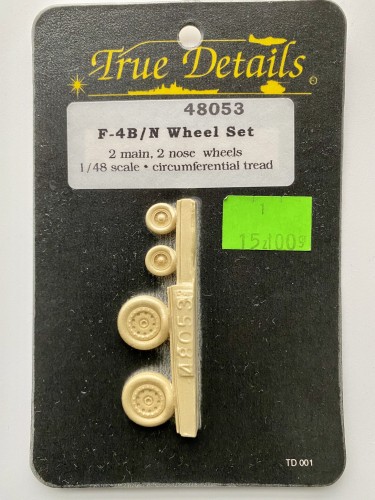 True Details
48053
F-4B/N Wheel Set
2 main, 2 nose wheels
1/48 scale • circumferential tread
1
48053
TD 001